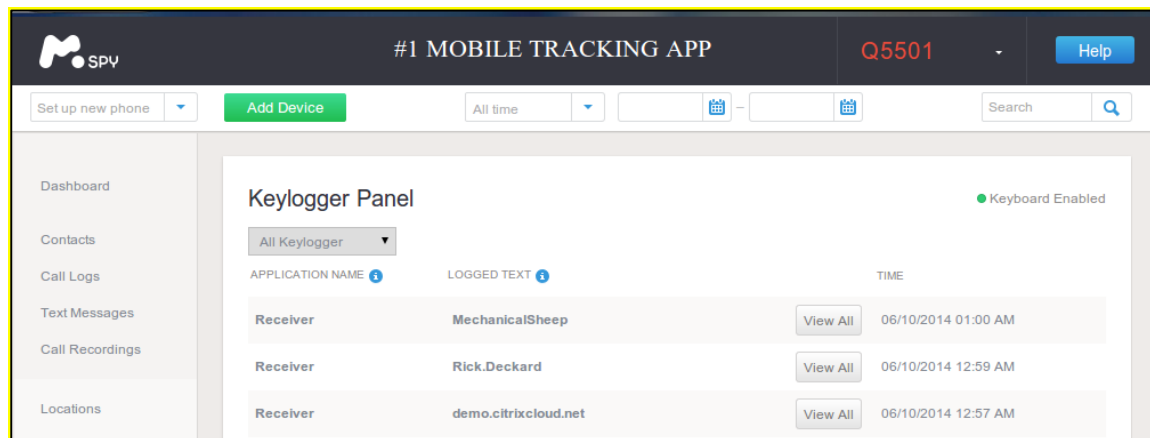 M.SPY #1 MOBILE TRACKING APP Q5501 Help
Set up new phone Add Device All time – Search
Dashboard
Keylogger Panel Keyboard Enabled
Contacts All Keylogger
Call Logs APPLICATION NAME LOGGED TEXT TIME
Text Messages Receiver MechanicalSheep View All 06/10/2014 01:00 AM
Call Recordings
Receiver Rick.Deckard View All 06/10/2014 12:59 AM
Locations Receiver demo.citrixcloud.net View All 06/10/2014 12:57 AM